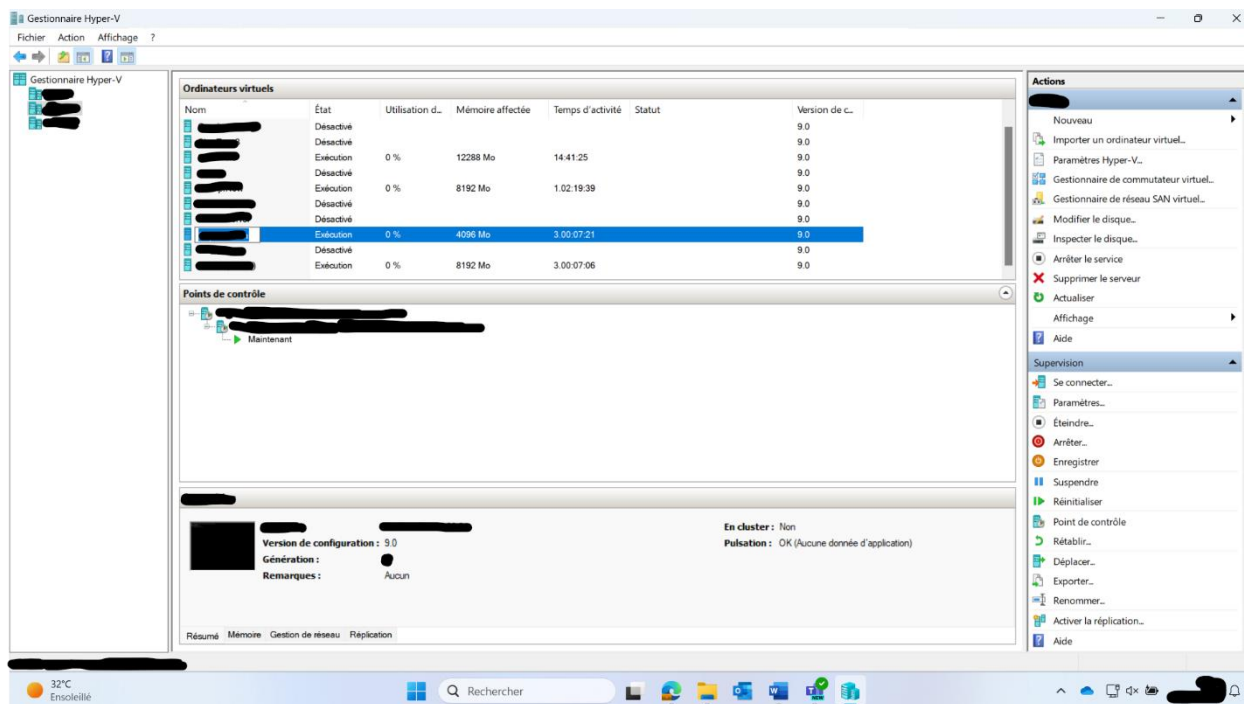 Gestionnaire Hyper-V
Fichier Action Affichage ?
Gestionnaire Hyper-V
Ordinateurs virtuels
Nom État Utilisation d... Mémoire affectée Temps d'activité Statut Version de c...
Désactivé 9.0
Désactivé 9.0
Exécution 0 % 12288 Mo 14:41:25 9.0
Désactivé 9.0
Exécution 0 % 8192 Mo 1.02:19:39 9.0
Désactivé 9.0
Désactivé 9.0
Exécution 0 % 4096 Mo 3.00:07:21 9.0
Désactivé 9.0
Exécution 0 % 8192 Mo 3.00:07:06 9.0
Points de contrôle
Maintenant
Version de configuration : 9.0
Génération :
Remarques : Aucun
En cluster : Non
Pulsation : OK (Aucune donnée d'application)
Résumé Mémoire Gestion de réseau Réplication
Actions
Nouveau
Importer un ordinateur virtuel...
Paramètres Hyper-V...
Gestionnaire de commutateur virtuel...
Gestionnaire de réseau SAN virtuel...
Modifier le disque...
Inspecter le disque...
Arrêter le service
Supprimer le serveur
Actualiser
Affichage
Aide
Supervision
Se connecter...
Paramètres...
Éteindre...
Arrêter...
Enregistrer
Suspendre
Réinitialiser
Point de contrôle
Rétablir...
Déplacer...
Exporter...
Renommer...
Activer la réplication...
Aide
32°C
Ensoleillé
Rechercher
NEW